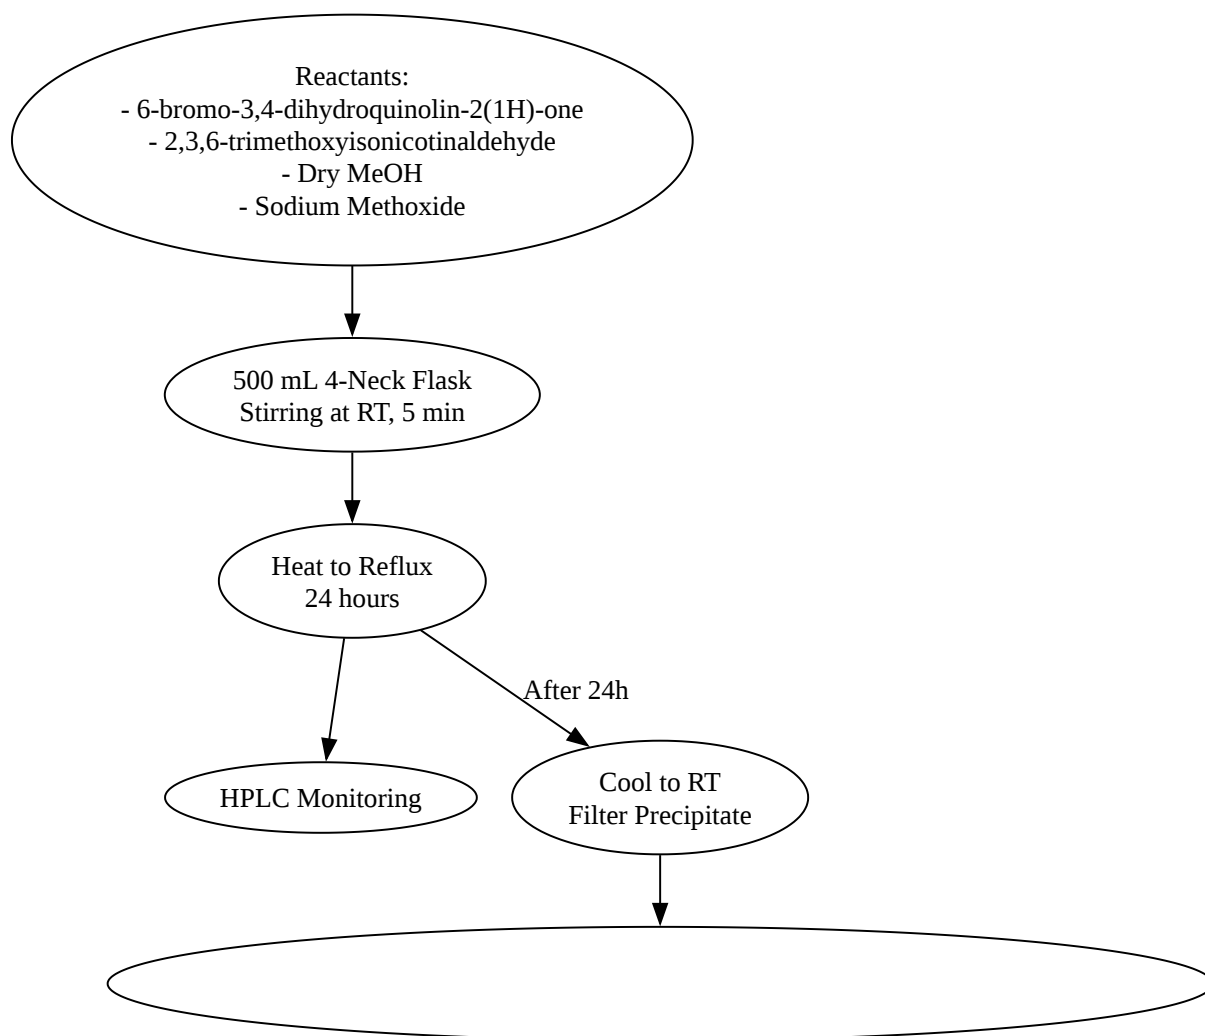 Reactants:
- 6-bromo-3,4-dihydroquinolin-2(1H)-one
- 2,3,6-trimethoxyisonicotinaldehyde
- Dry MeOH
- Sodium Methoxide
500 mL 4-Neck Flask
Stirring at RT, 5 min
Heat to Reflux
24 hours
After 24h
HPLC Monitoring
Cool to RT
Filter Precipitate